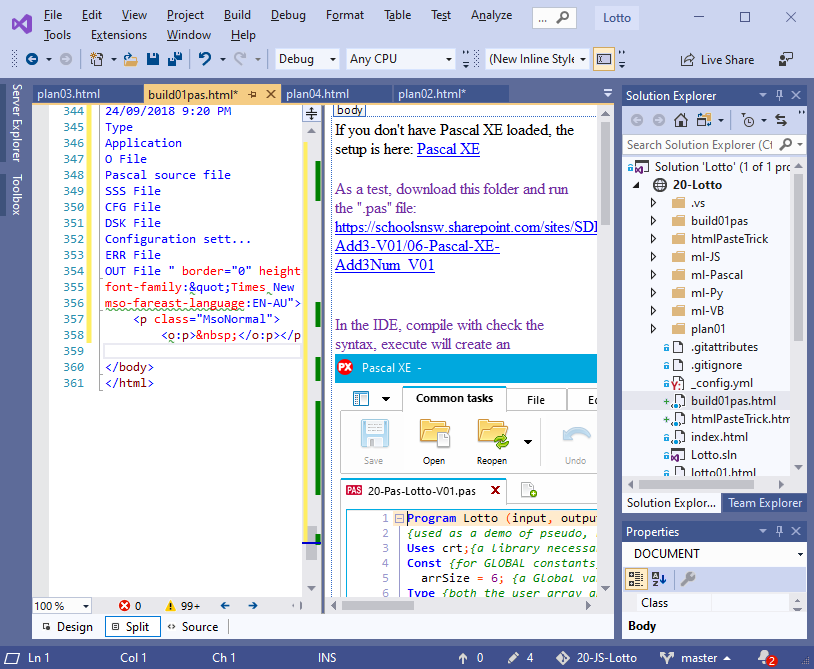 File Edit View Project Build Debug Format Table Test Analyze ... Lotto
Tools Extensions Window Help
Debug Any CPU (New Inline Style Live Share
Server Explorer
Toolbox
plan03.html build01pas.html* plan04.html plan02.html*
344 24/09/2018 9:20 PM
345 Type
346 Application
347 O File
348 Pascal source file
349 SSS File
350 CFG File
351 DSK File
352 Configuration sett...
353 ERR File
354 OUT File " border="0" height
355 font-family:&quot;Times New
356 mso-fareast-language:EN-AU">
357 <p class="MsoNormal">
358 <o:p>&nbsp;</o:p></p
359
360 </body>
361 </html>
body
If you don't have Pascal XE loaded, the
setup is here: Pascal XE
As a test, download this folder and run
the ".pas" file:
https://schoolsnsw.sharepoint.com/sites/SDI
Add3-V01/06-Pascal-XE-
Add3Num_V01
In the IDE, compile with check the
syntax, execute will create an
PX Pascal XE -
Common tasks File
Save Open Reopen Undo
PAS 20-Pas-Lotto-V01.pas
1 Program Lotto (input, output
2 {used as a demo of pseudo,
3 Uses crt;{a library necessa
4 Const {for GLOBAL constants
5 arrSize = 6; {a Global va
6 Type {both the user array a
100 % 0 99+
Design Split Source
Solution Explorer
Search Solution Explorer (Ct
Solution 'Lotto' (1 of 1 prc
20-Lotto
.vs
build01pas
htmlPasteTrick
ml-JS
ml-Pascal
ml-Py
ml-VB
plan01
.gitattributes
.gitignore
_config.yml
build01pas.html
htmlPasteTrick.htm
index.html
Lotto.sln
lotto01.html
Solution Explor... Team Explorer
Properties
DOCUMENT
Class
Body
Ln 1 Col 1 Ch 1 INS 0 4 20-JS-Lotto master 2